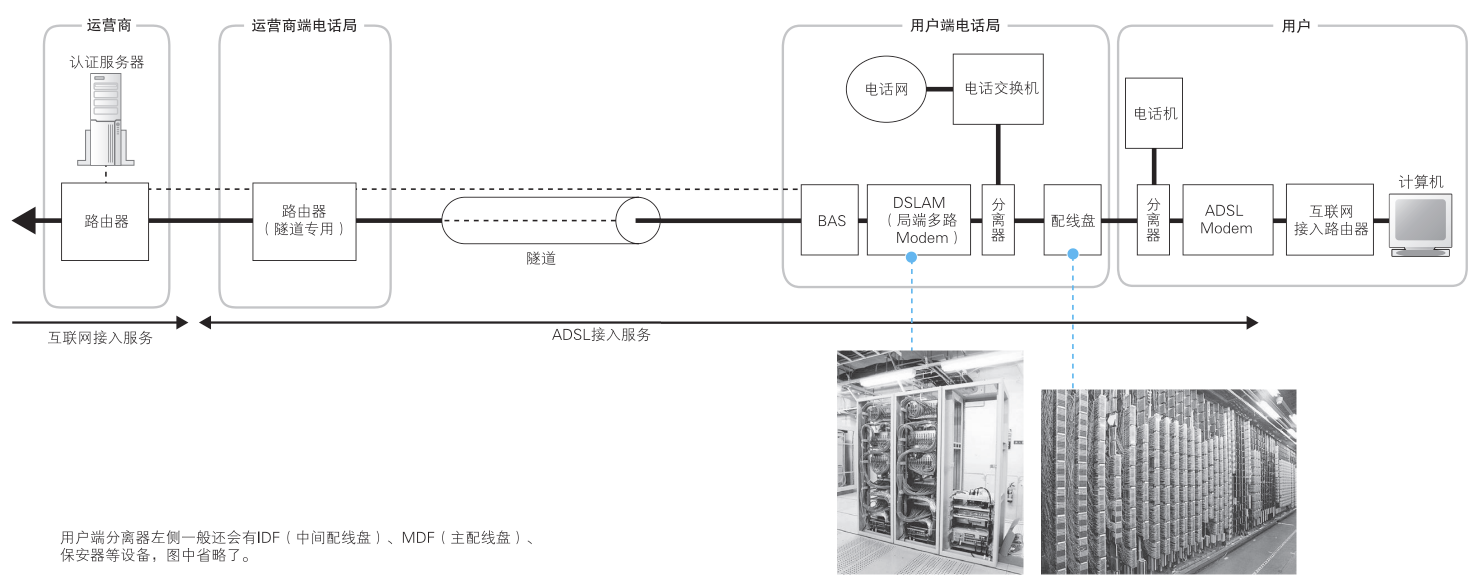 运营商
运营商端电话局
用户端电话局
用户
认证服务器
电话网
电话交换机
电话机
计算机
路由器
路由器
（隧道专用）
隧道
BAS
DSLAM
（局端多路
Modem）
分离器
配线盘
分离器
ADSL
Modem
互联网
接入路由器
互联网接入服务
ADSL接入服务
用户端分离器左侧一般还会有IDF（中间配线盘）、MDF（主配线盘）、
保安器等设备，图中省略了。